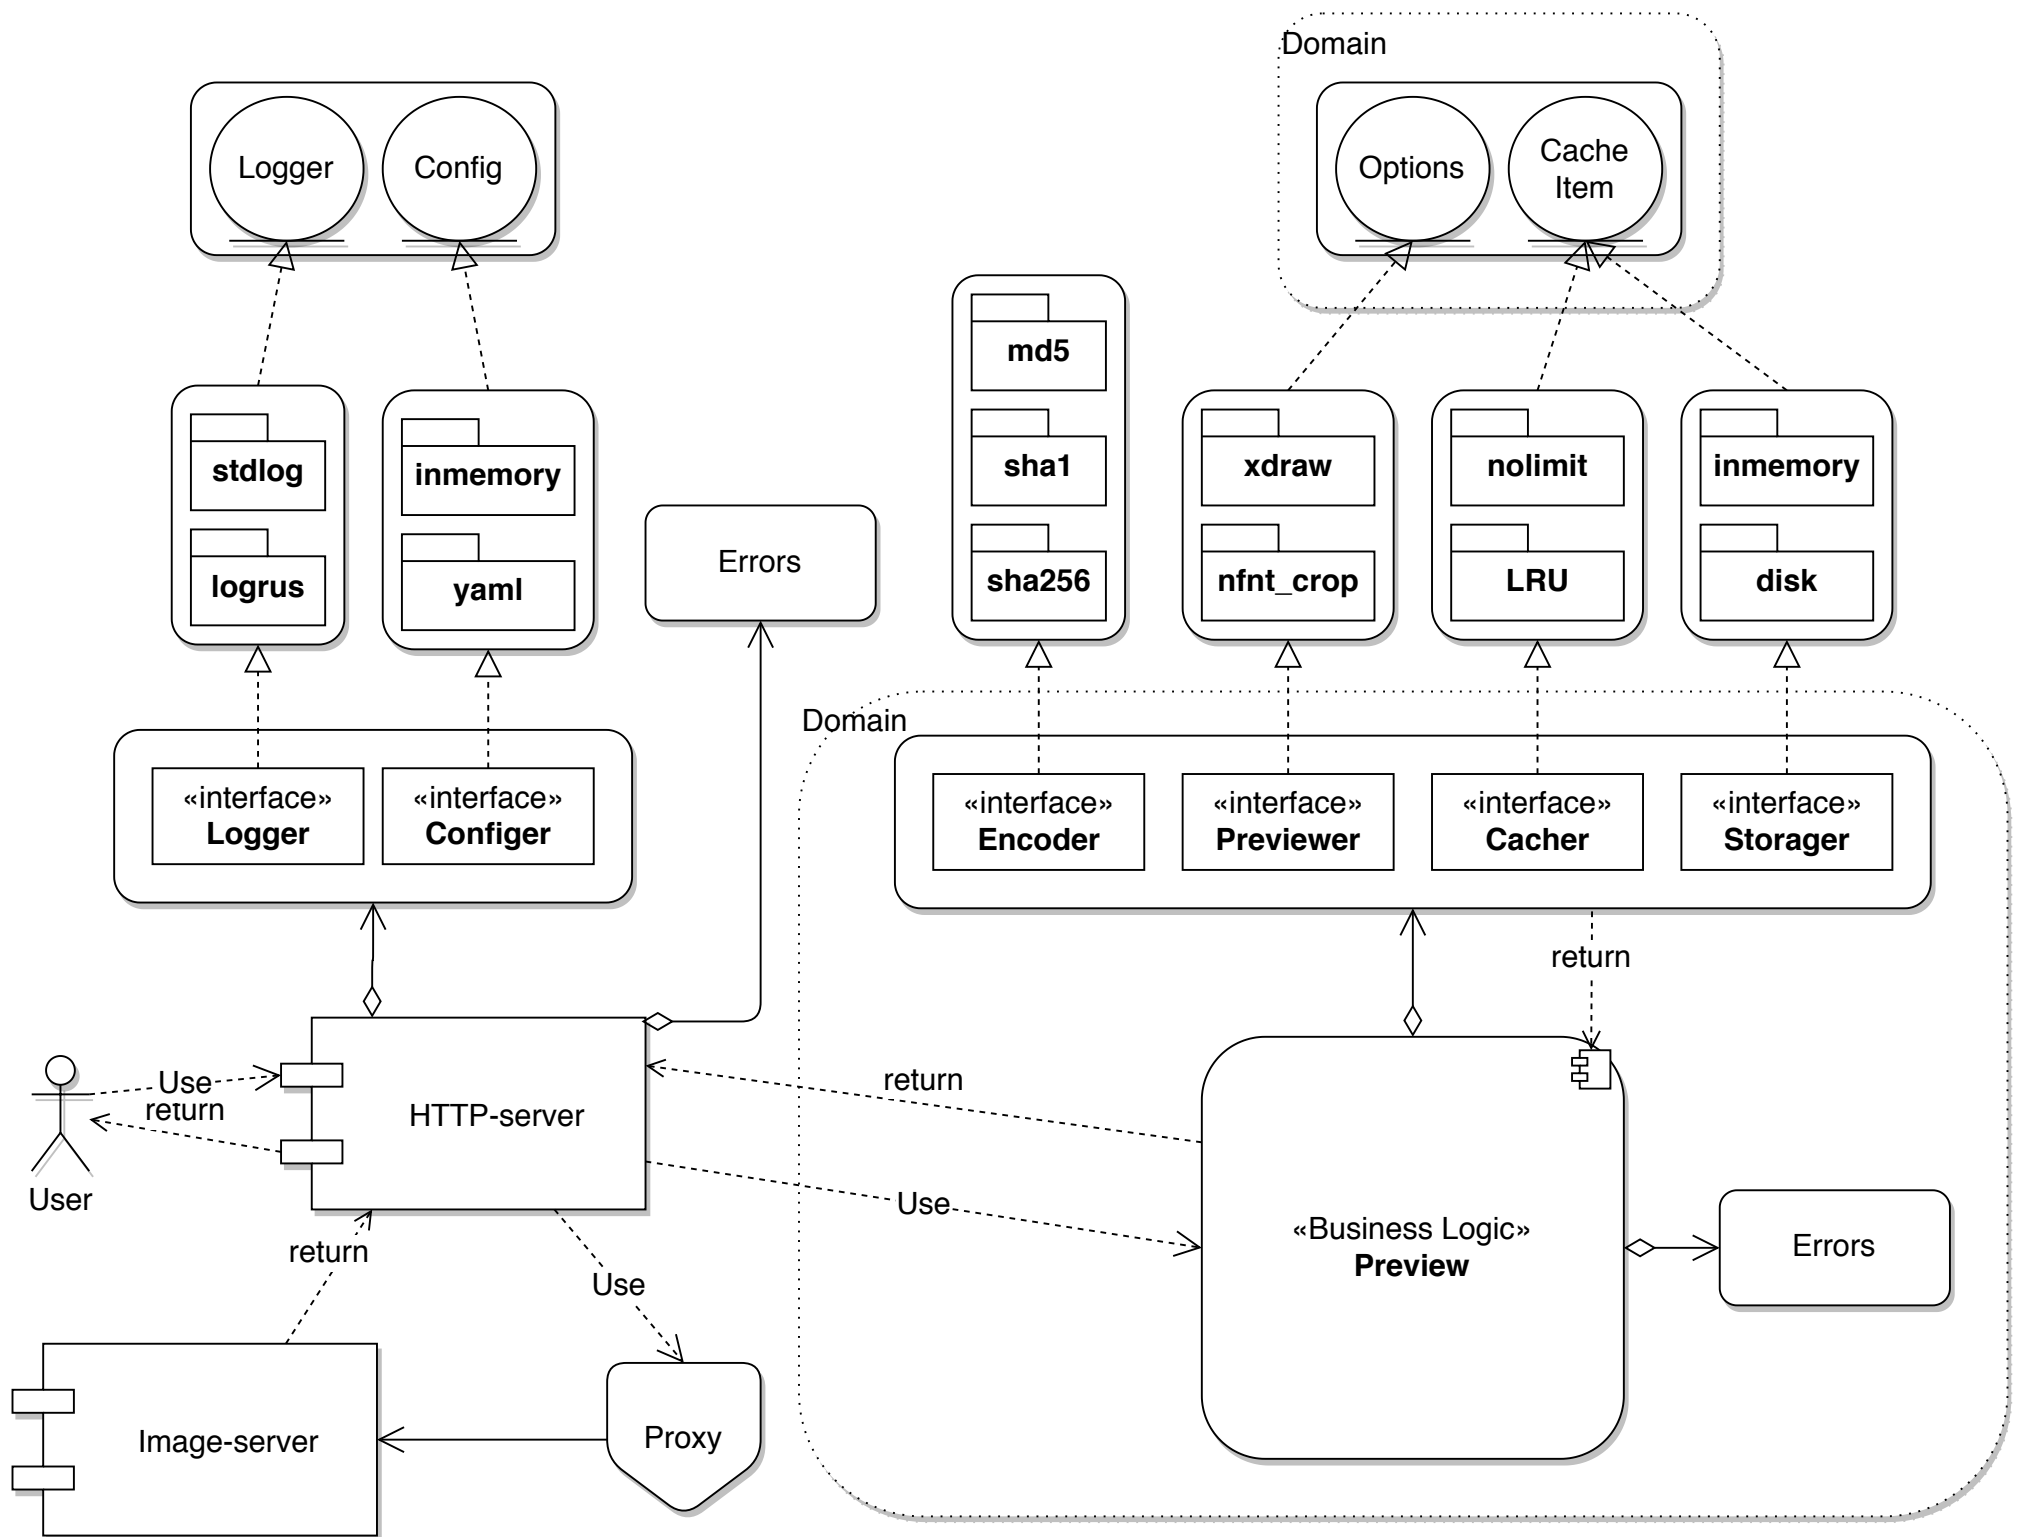 Domain
Logger
Config
Options
Cache
Item
md5
sha1
sha256
stdlog
logrus
inmemory
yaml
xdraw
nfnt_crop
nolimit
LRU
inmemory
disk
Errors
Domain
«interface»
Logger
«interface»
Configer
«interface»
Encoder
«interface»
Previewer
«interface»
Cacher
«interface»
Storager
return
Use
return
User
HTTP-server
return
Use
«Business Logic»
Preview
Errors
return
Use
Image-server
Proxy